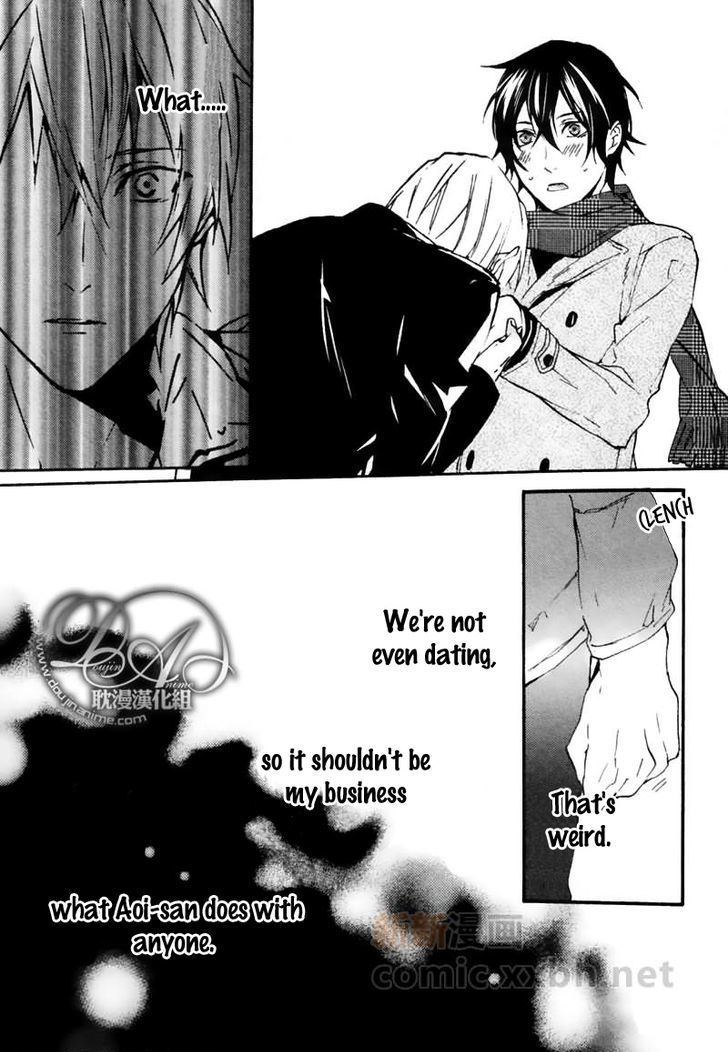 What.....
CLENCH
That's
weird.
We're not
even dating,
so it shouldn't be
my business
what Aoi-san does with
anyone.
DA
Doujin Anime
耽漫漢化組
www.doujinanime.com
新新漫画
comic.xxbn.net